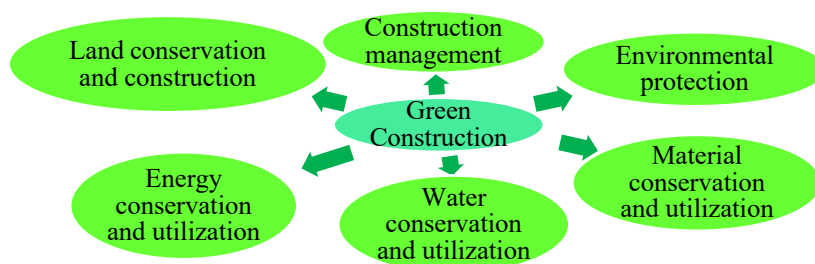 Land conservation
and construction
Construction
management
Environmental
protection
Green
Construction
Energy
conservation
and utilization
Water
conservation
and utilization
Material
conservation
and utilization